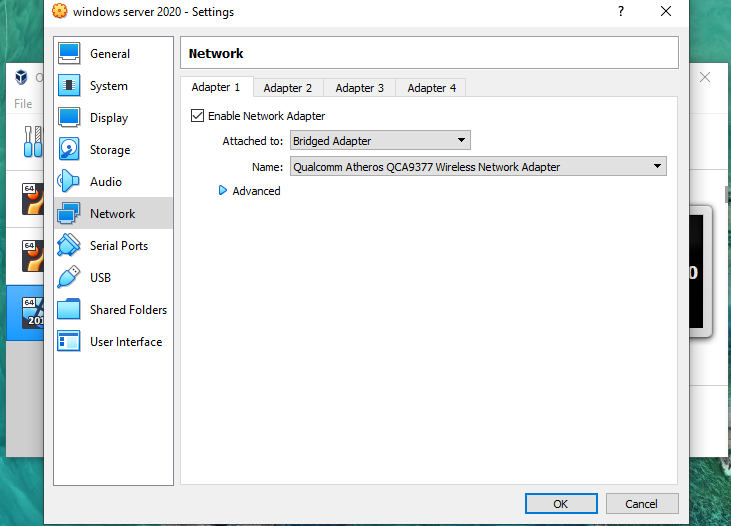 windows server 2020 - Settings
?
O
File
General
System
Display
Storage
Audio
Network
Serial Ports
USB
Shared Folders
User Interface
Network
Adapter 1
Adapter 2
Adapter 3
Adapter 4
Enable Network Adapter
Attached to:
Bridged Adapter
Name:
Qualcomm Atheros QCA9377 Wireless Network Adapter
Advanced
64
64
64
201
0
OK
Cancel